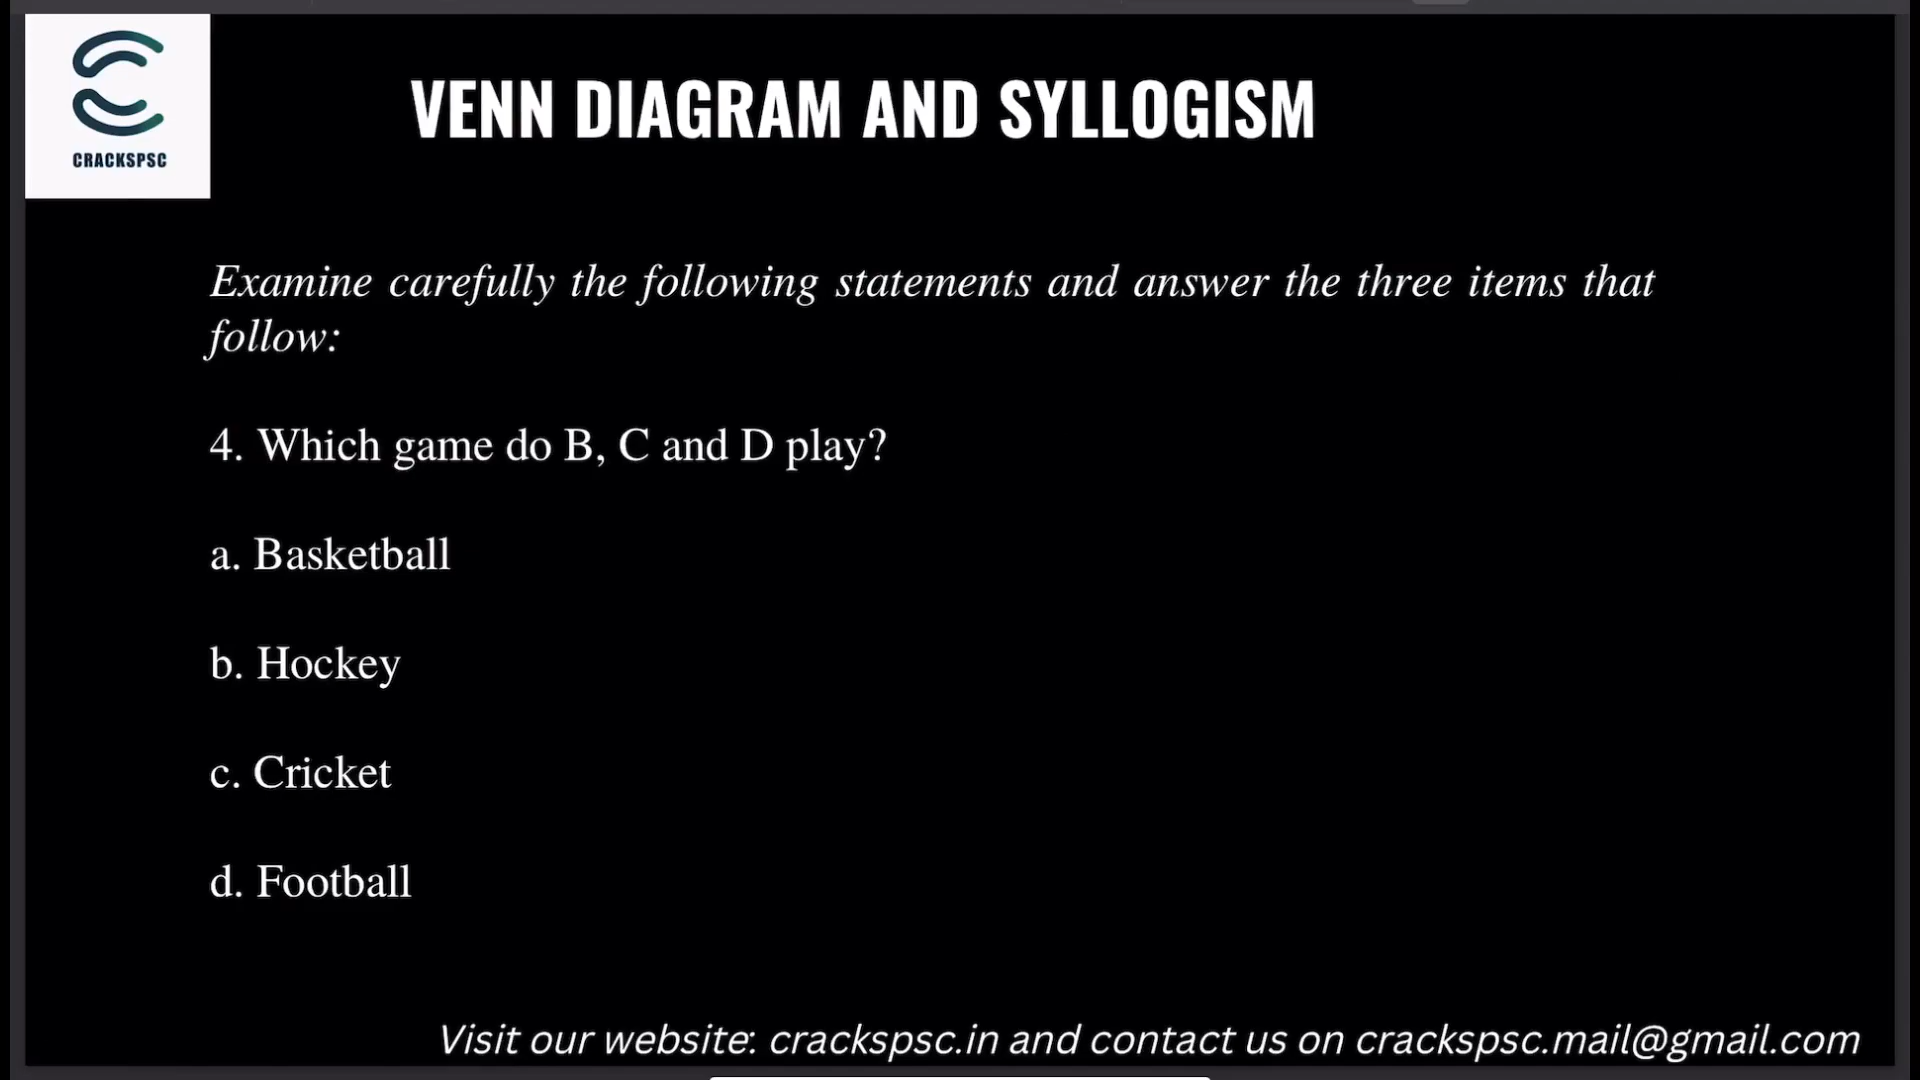 CRACKSPSC
VENN DIAGRAM AND SYLLOGISM
Examine carefully the following statements and answer the three items that
follow:
4. Which game do B, C and D play?
a. Basketball
b. Hockey
c. Cricket
d. Football
Visit our website: crackspsc.in and contact us on crackspsc.mail@gmail.com